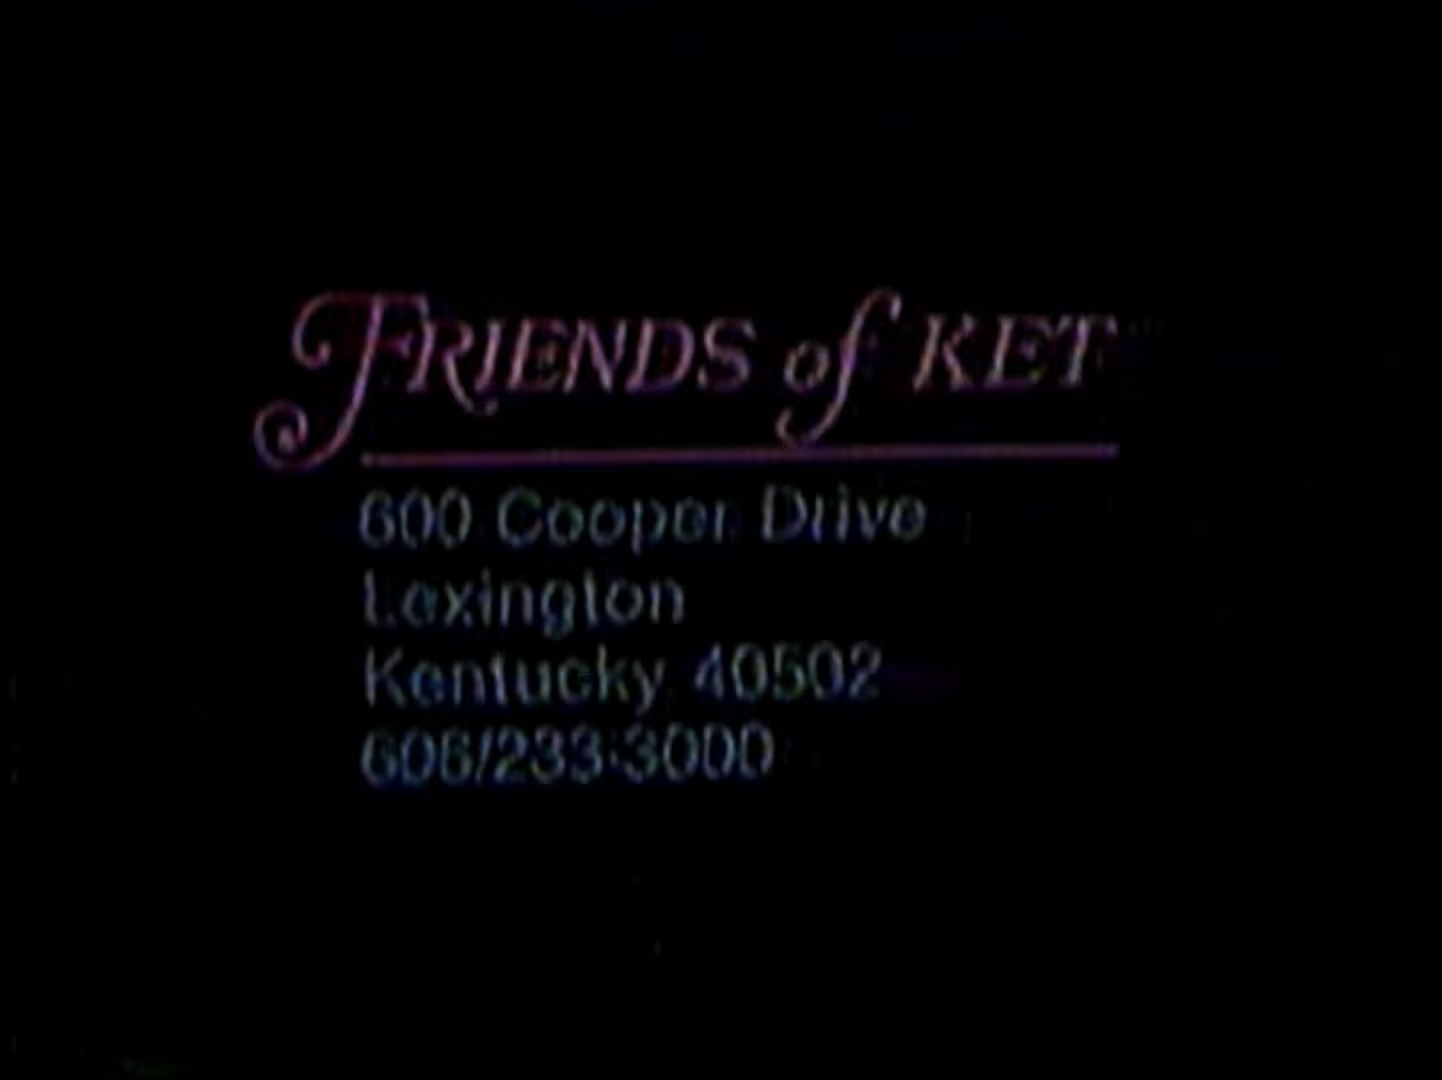 FRIENDS of KET
600 Cooper Drive
Lexington
Kentucky 40502
606/233-3000